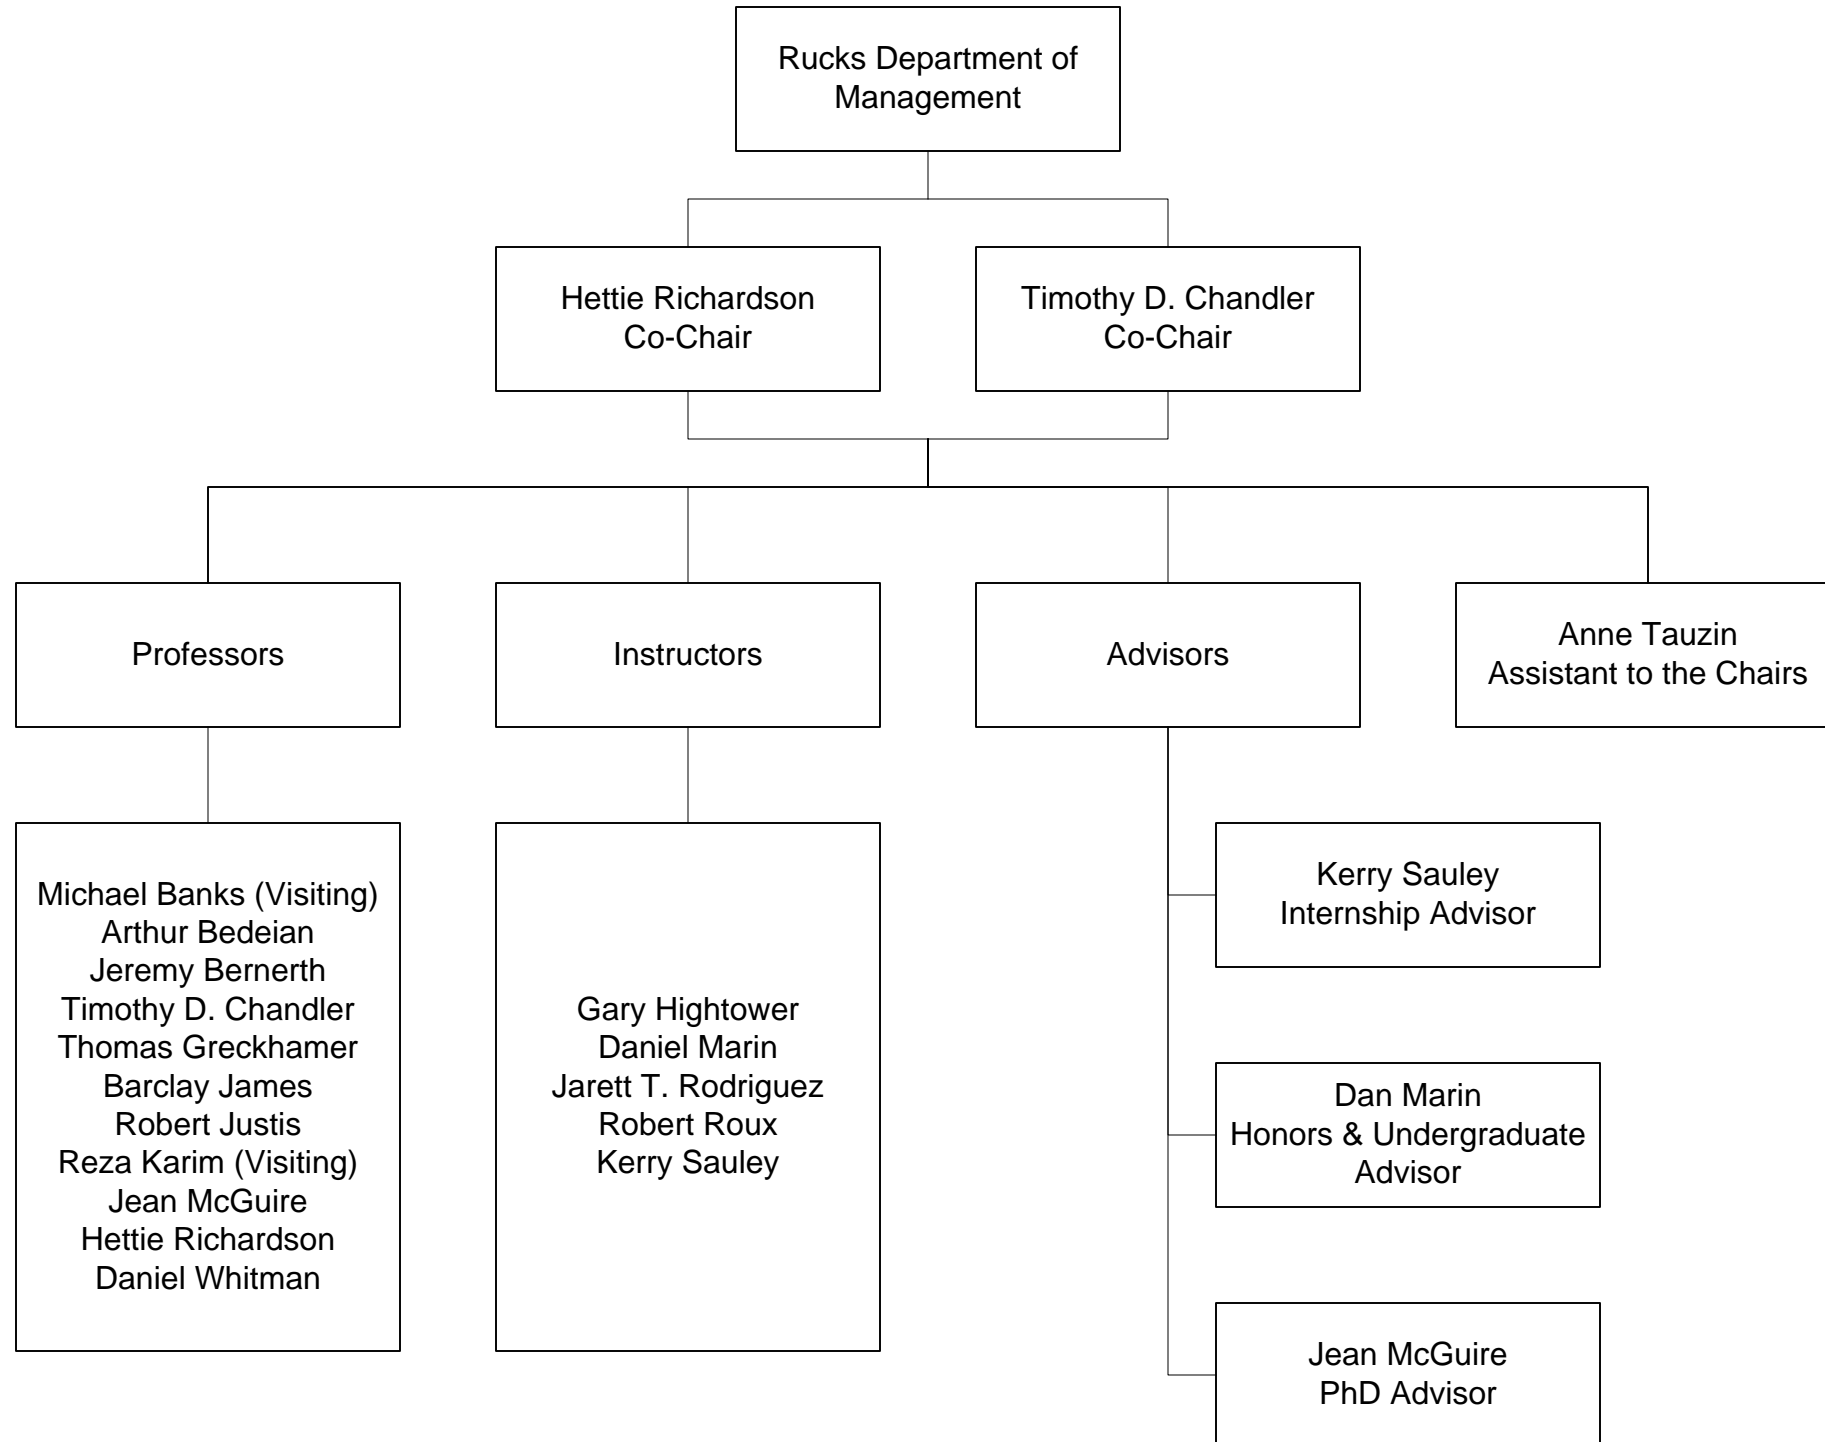 Rucks Department of
Management
Hettie Richardson
Co-Chair
Timothy D. Chandler
Co-Chair
Professors
Instructors
Advisors
Anne Tauzin
Assistant to the Chairs
Michael Banks (Visiting)
Arthur Bedeian
Jeremy Bernerth
Timothy D. Chandler
Thomas Greckhamer
Barclay James
Robert Justis
Reza Karim (Visiting)
Jean McGuire
Hettie Richardson
Daniel Whitman
Gary Hightower
Daniel Marin
Jarett T. Rodriguez
Robert Roux
Kerry Sauley
Kerry Sauley
Internship Advisor
Dan Marin
Honors & Undergraduate
Advisor
Jean McGuire
PhD Advisor